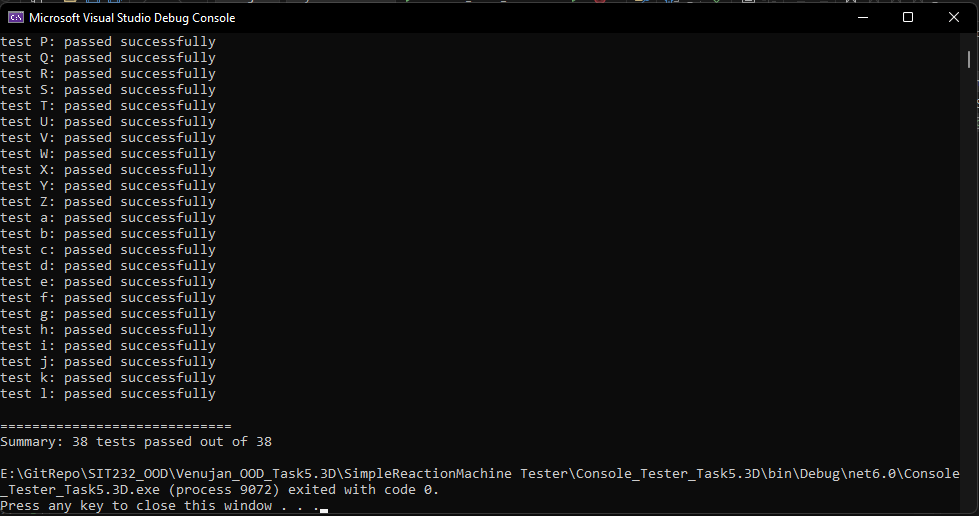 Microsoft Visual Studio Debug Console
test P: passed successfully
test Q: passed successfully
test R: passed successfully
test S: passed successfully
test T: passed successfully
test U: passed successfully
test V: passed successfully
test W: passed successfully
test X: passed successfully
test Y: passed successfully
test Z: passed successfully
test a: passed successfully
test b: passed successfully
test c: passed successfully
test d: passed successfully
test e: passed successfully
test f: passed successfully
test g: passed successfully
test h: passed successfully
test i: passed successfully
test j: passed successfully
test k: passed successfully
test l: passed successfully
=============================
Summary: 38 tests passed out of 38
E:\GitRepo\SIT232_OOD\Venujan_OOD_Task5.3D\SimpleReactionMachine Tester\Console_Tester_Task5.3D\bin\Debug\net6.0\Console
_Tester_Task5.3D.exe (process 9072) exited with code 0.
Press any key to close this window . . .